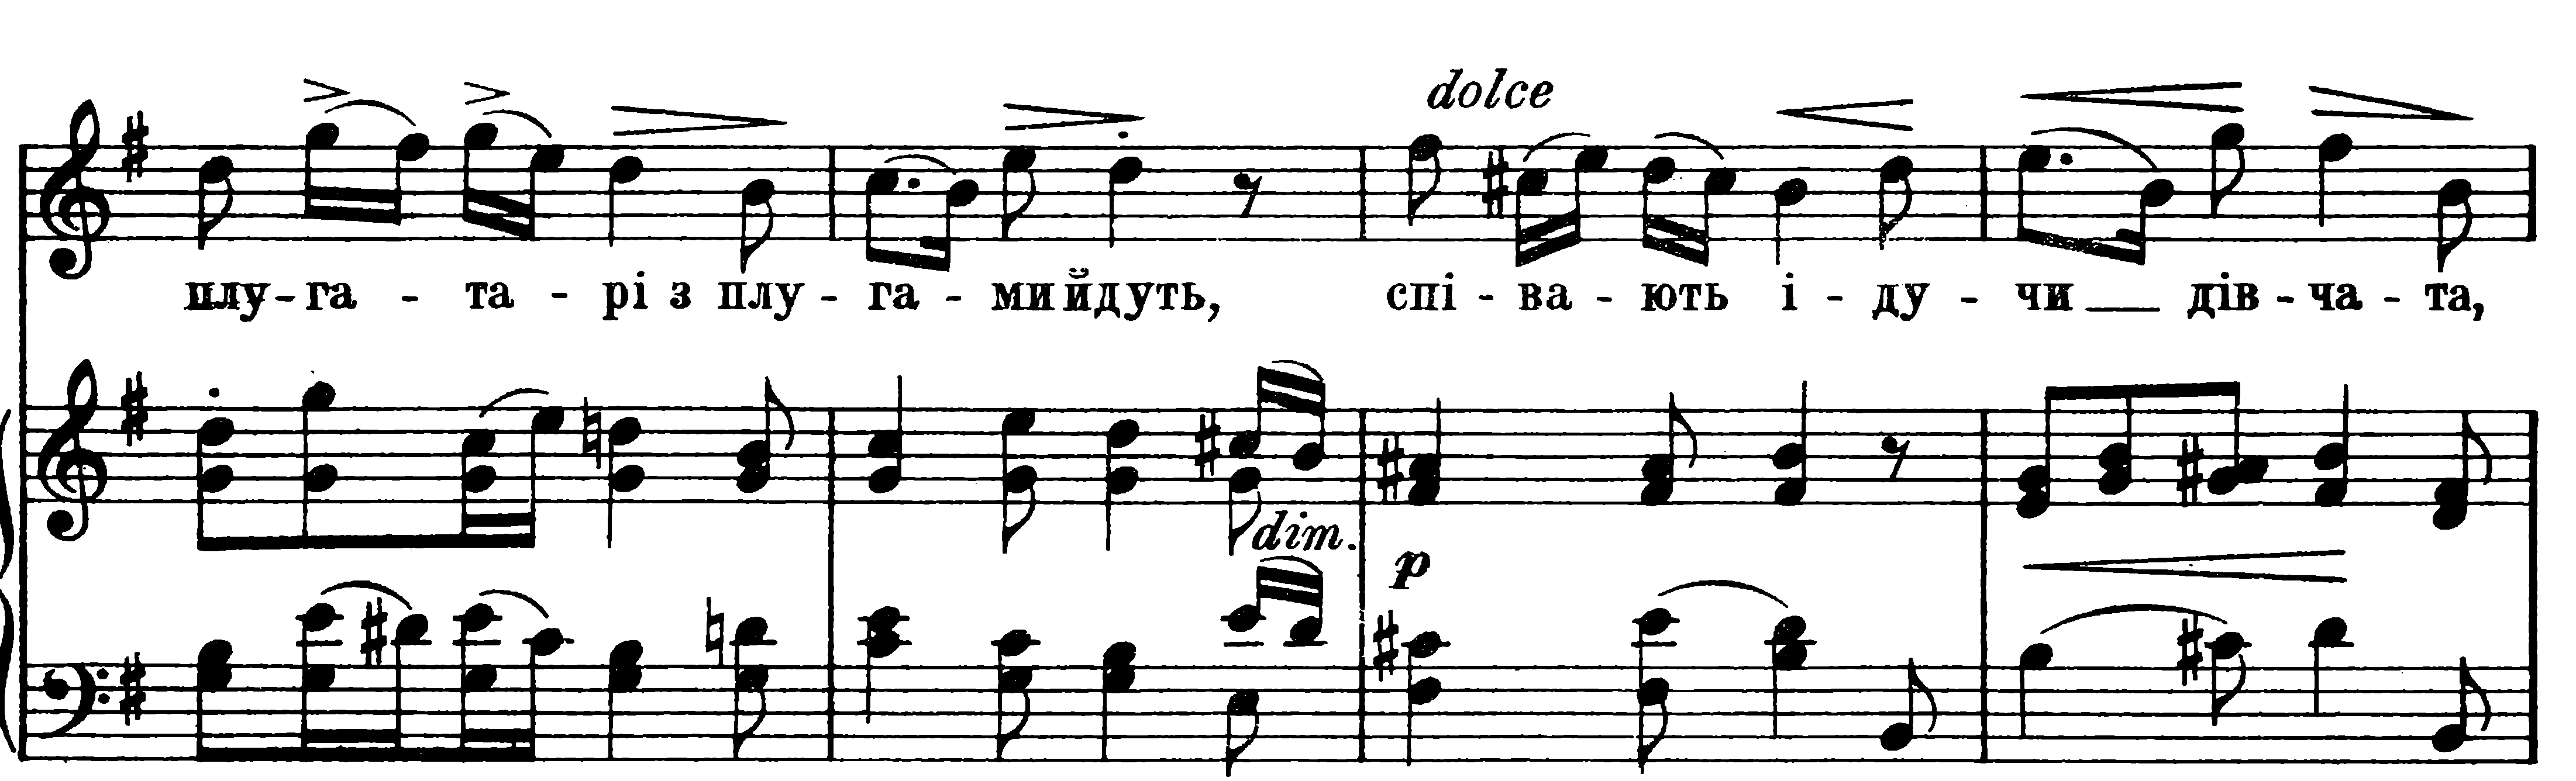 dolce
плу-га - та - рі з плу - га - ми йдуть, спі - ва - ють і - ду - чи дів - ча - та,
dim.
p